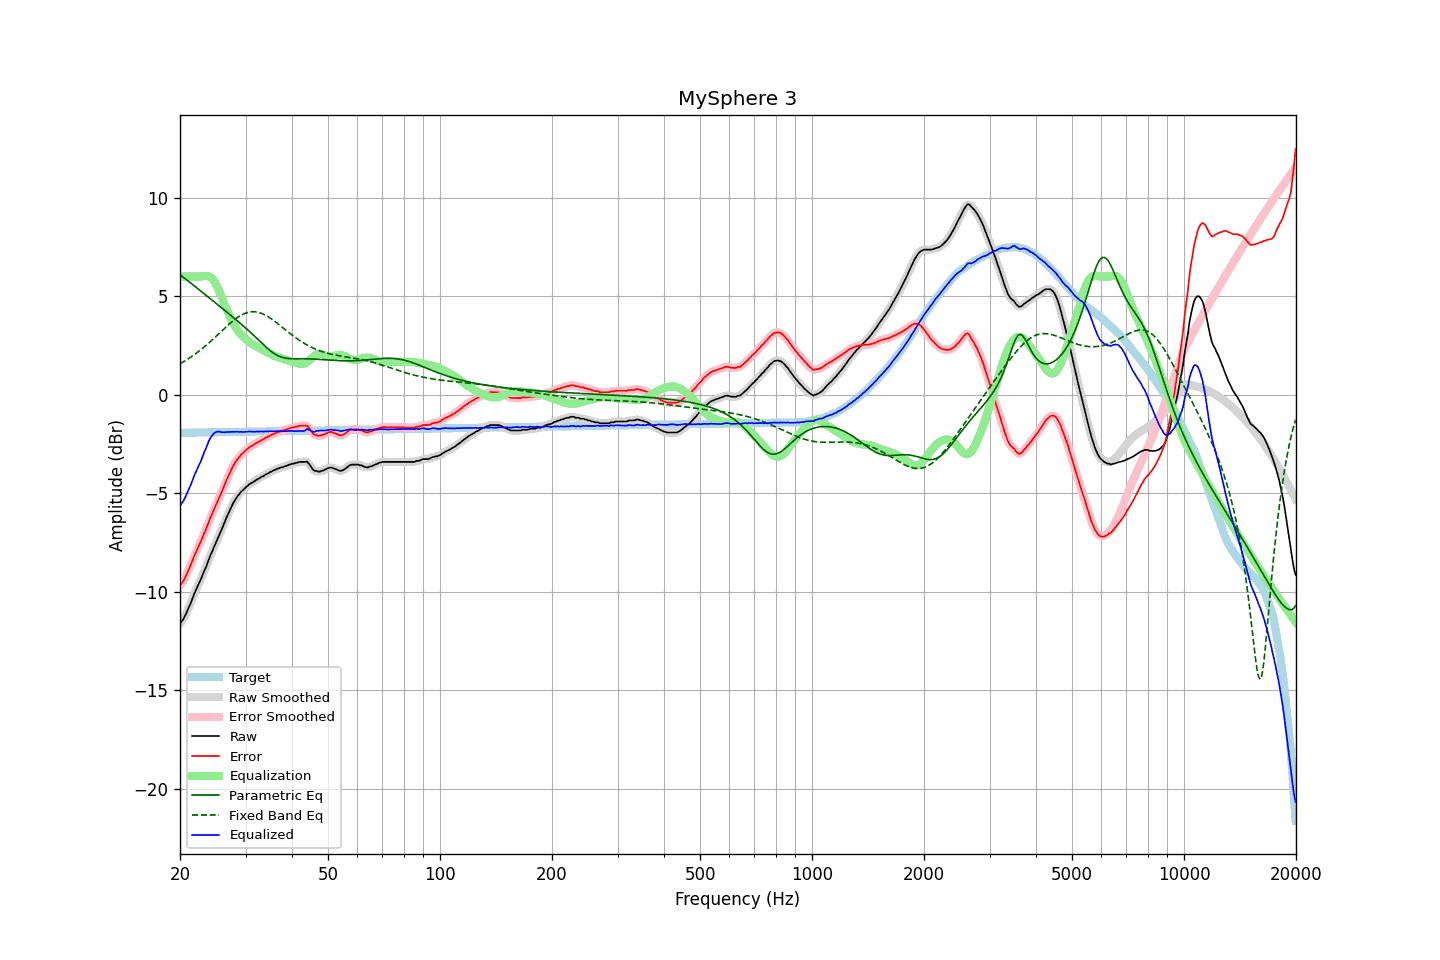 MySphere 3
Amplitude (dBr)
10
5
0
−5
−10
−15
−20
Target
Raw Smoothed
Error Smoothed
Raw
Error
Equalization
Parametric Eq
Fixed Band Eq
Equalized
20 50 100 200 500 1000 2000 5000 10000 20000
Frequency (Hz)